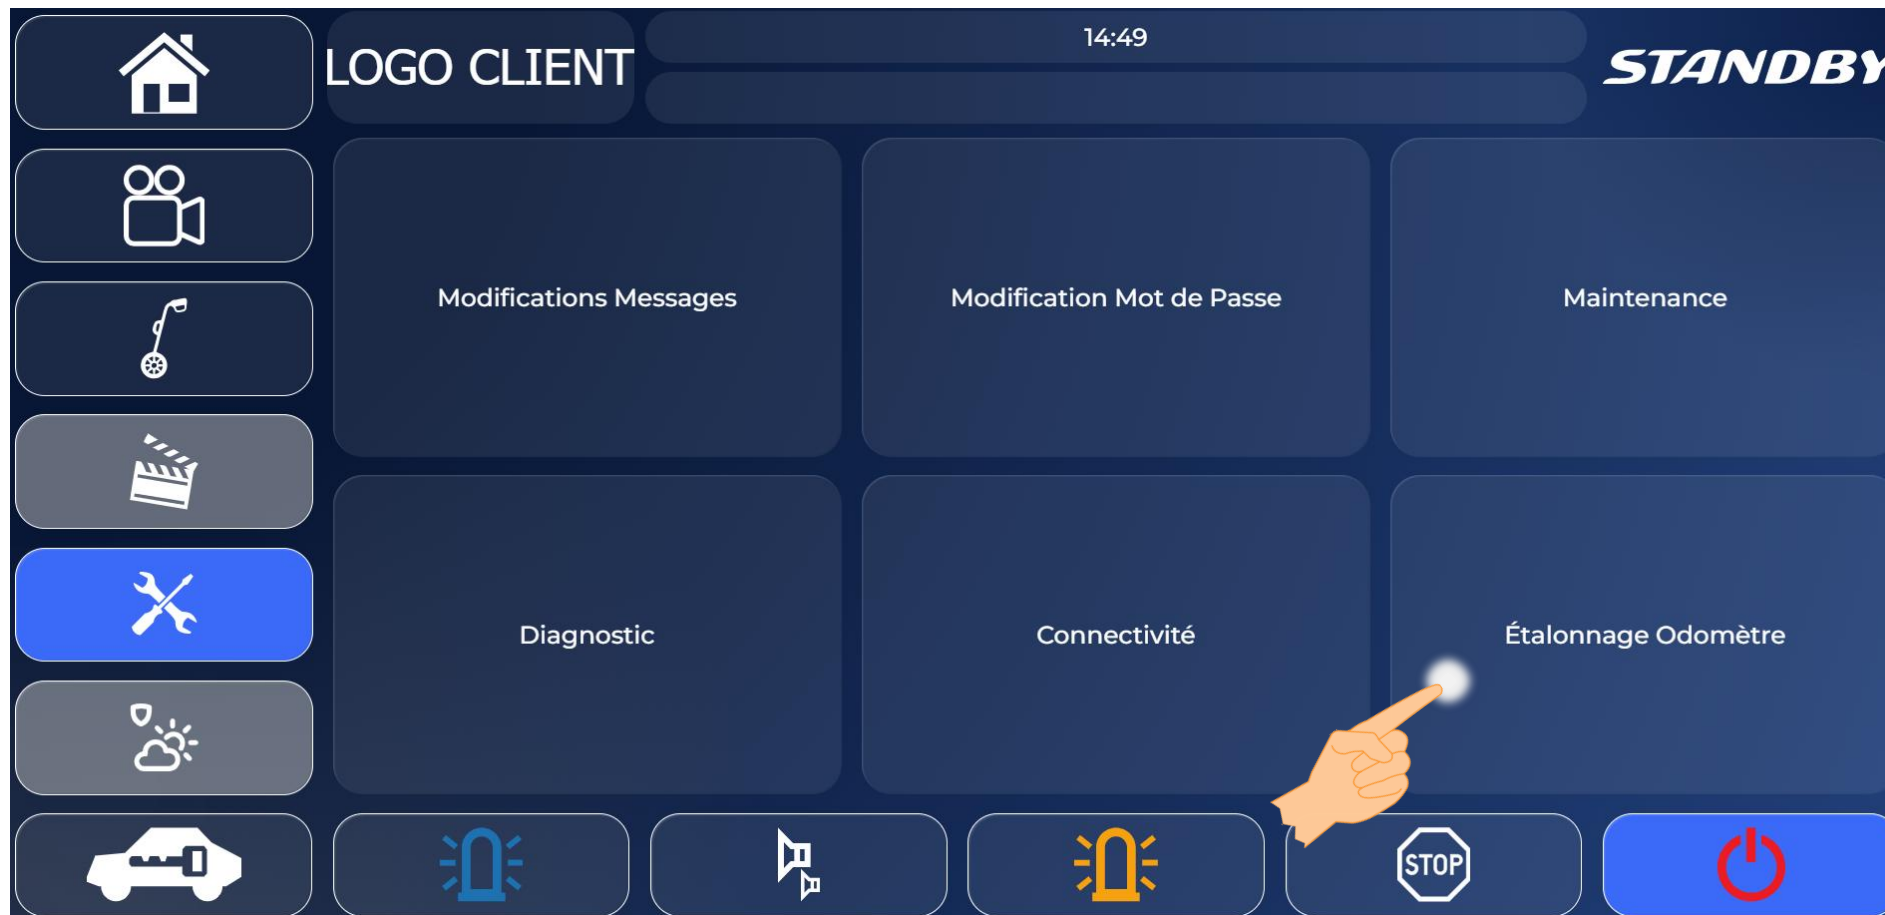 14:49
LOGO CLIENT
STANDBY
Modifications Messages
Modification Mot de Passe
Maintenance
Diagnostic
Connectivité
Étalonnage Odomètre
STOP